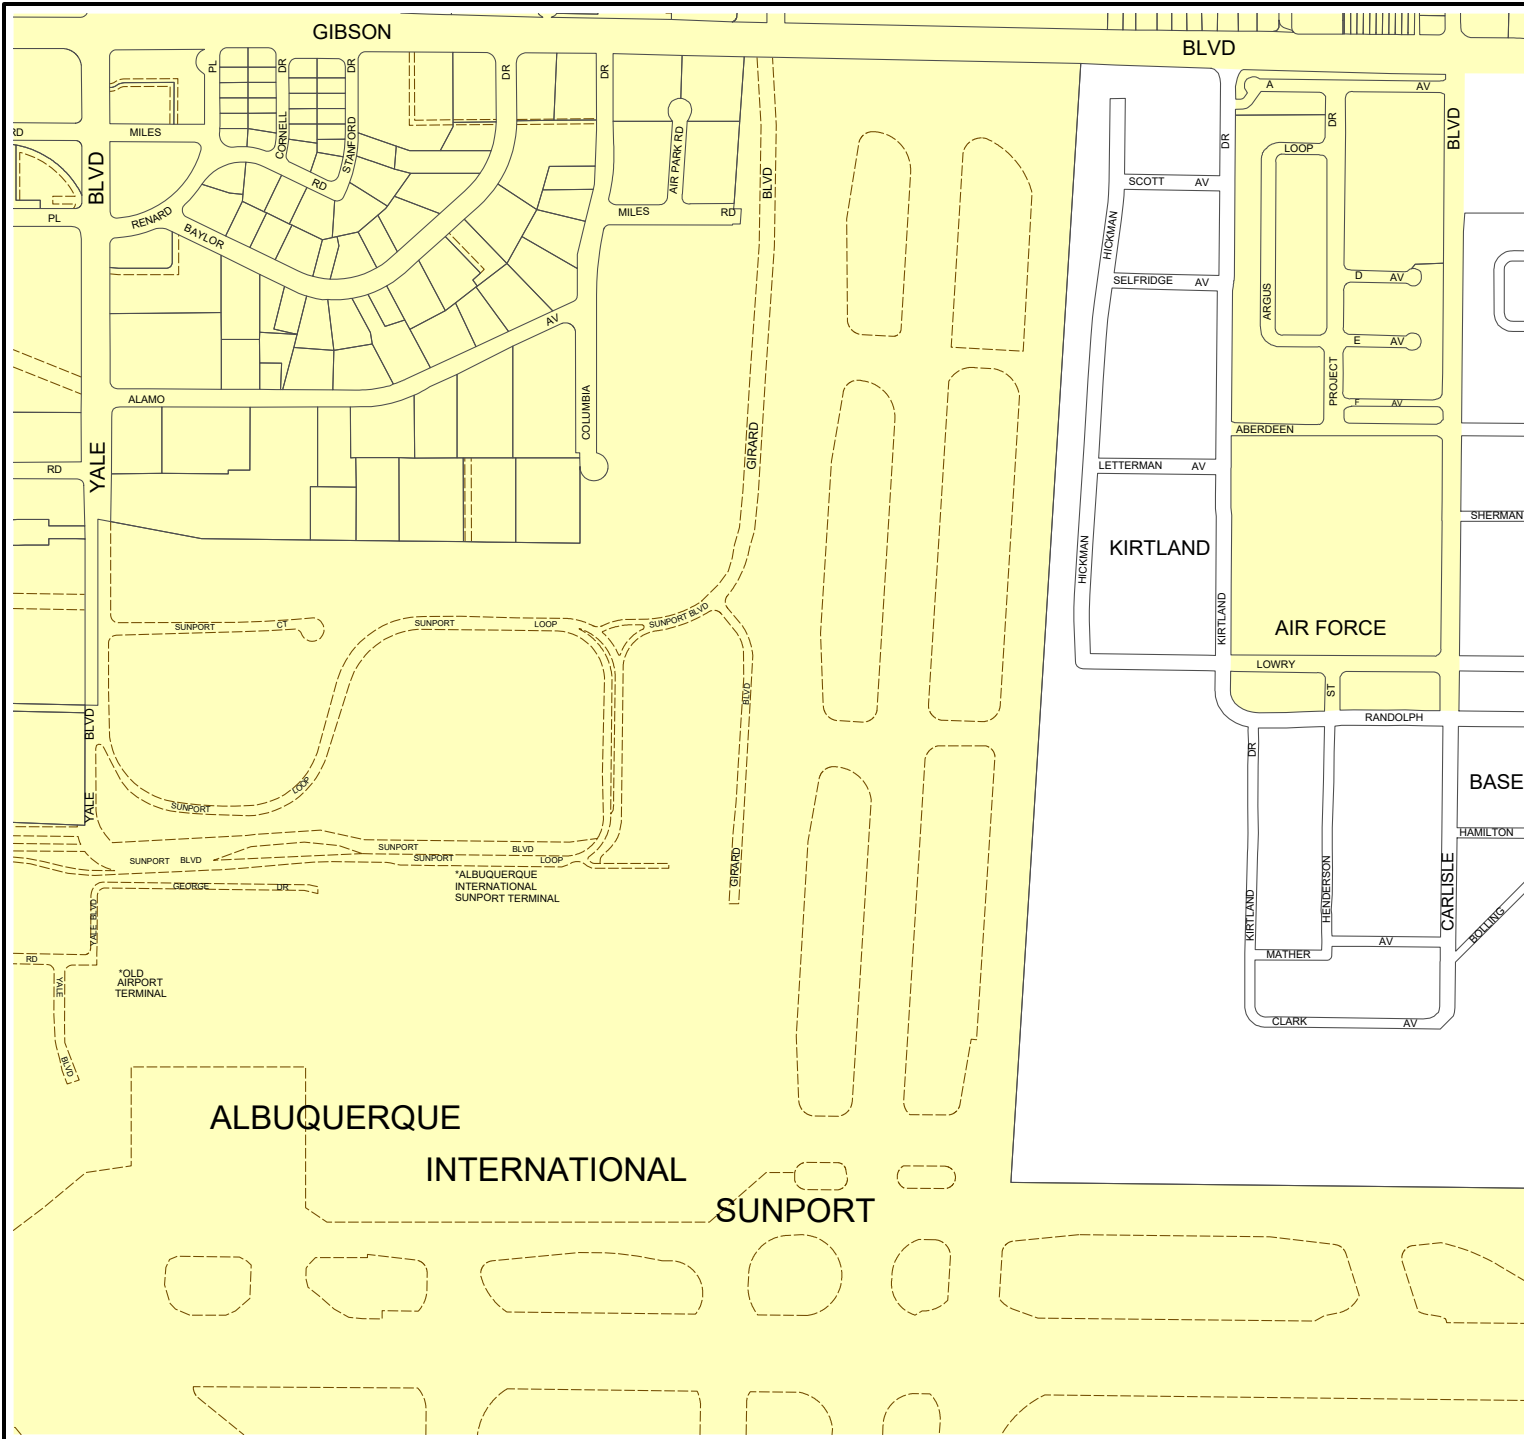 GIBSON
BLVD
PL
DR
DR
DR
DR
A
AV
DR
BLVD
RD
MILES
CORNELL
STANFORD
AIR PARK RD
DR
LOOP
BLVD
RD
BLVD
SCOTT AV
PL
RENARD
BAYLOR
MILES
RD
HICKMAN
SELFRIDGE AV
D AV
ARGUS
AV
E AV
ALAMO
COLUMBIA
PROJECT
F AV
GIRARD
ABERDEEN
RD
YALE
LETTERMAN AV
SHERMAN
HICKMAN
KIRTLAND
SUNPORT CT
SUNPORT LOOP
SUNPORT BLVD
KIRTLAND
AIR FORCE
LOWRY
BLVD
ST
BLVD
RANDOLPH
DR
LOOP
SUNPORT
YALE
BASE
HAMILTON
SUNPORT BLVD
SUNPORT BLVD
SUNPORT LOOP
GIRARD
*ALBUQUERQUE
INTERNATIONAL
SUNPORT TERMINAL
GEORGE DR
YALE BLVD
KIRTLAND
HENDERSON
CARLISLE
BOLLING
AV
MATHER
RD
YALE
*OLD
AIRPORT
TERMINAL
CLARK AV
BLVD
ALBUQUERQUE
INTERNATIONAL
SUNPORT